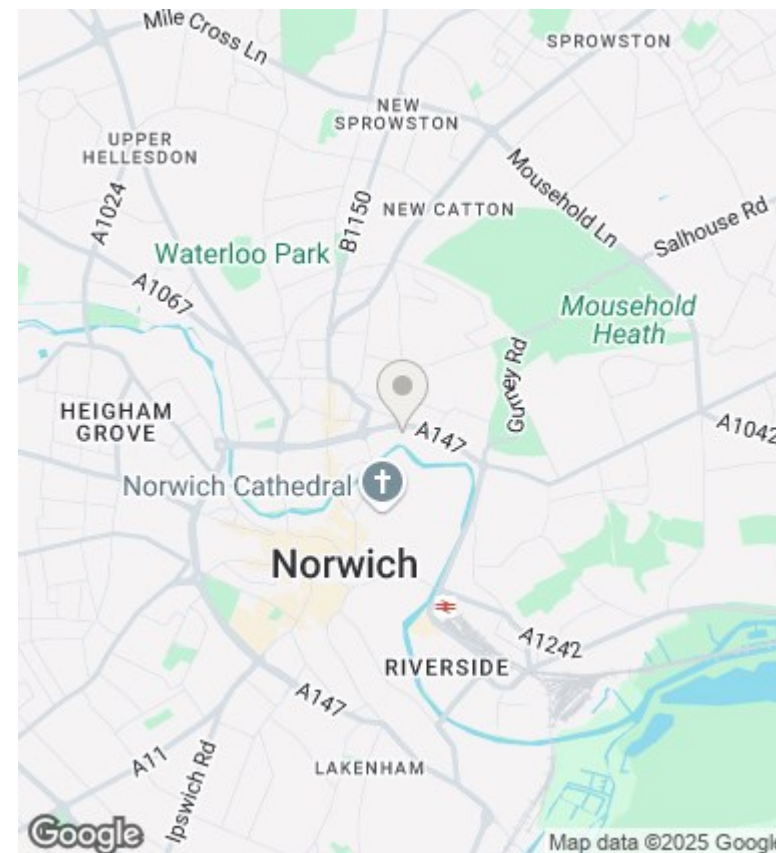 Mile Cross Ln
SPROWSTON
NEW
SPROWSTON
UPPER
HELLESDON
Mousehold Ln
A1024
B1150
NEW CATTON
Salhouse Rd
Waterloo Park
A1067
Mousehold
Heath
Gurney Rd
HEIGHAM
GROVE
A147
A1042
Norwich Cathedral
Norwich
A1242
RIVERSIDE
A147
A11
Ipswich Rd
LAKENHAM
Google
Map data ©2025 Google